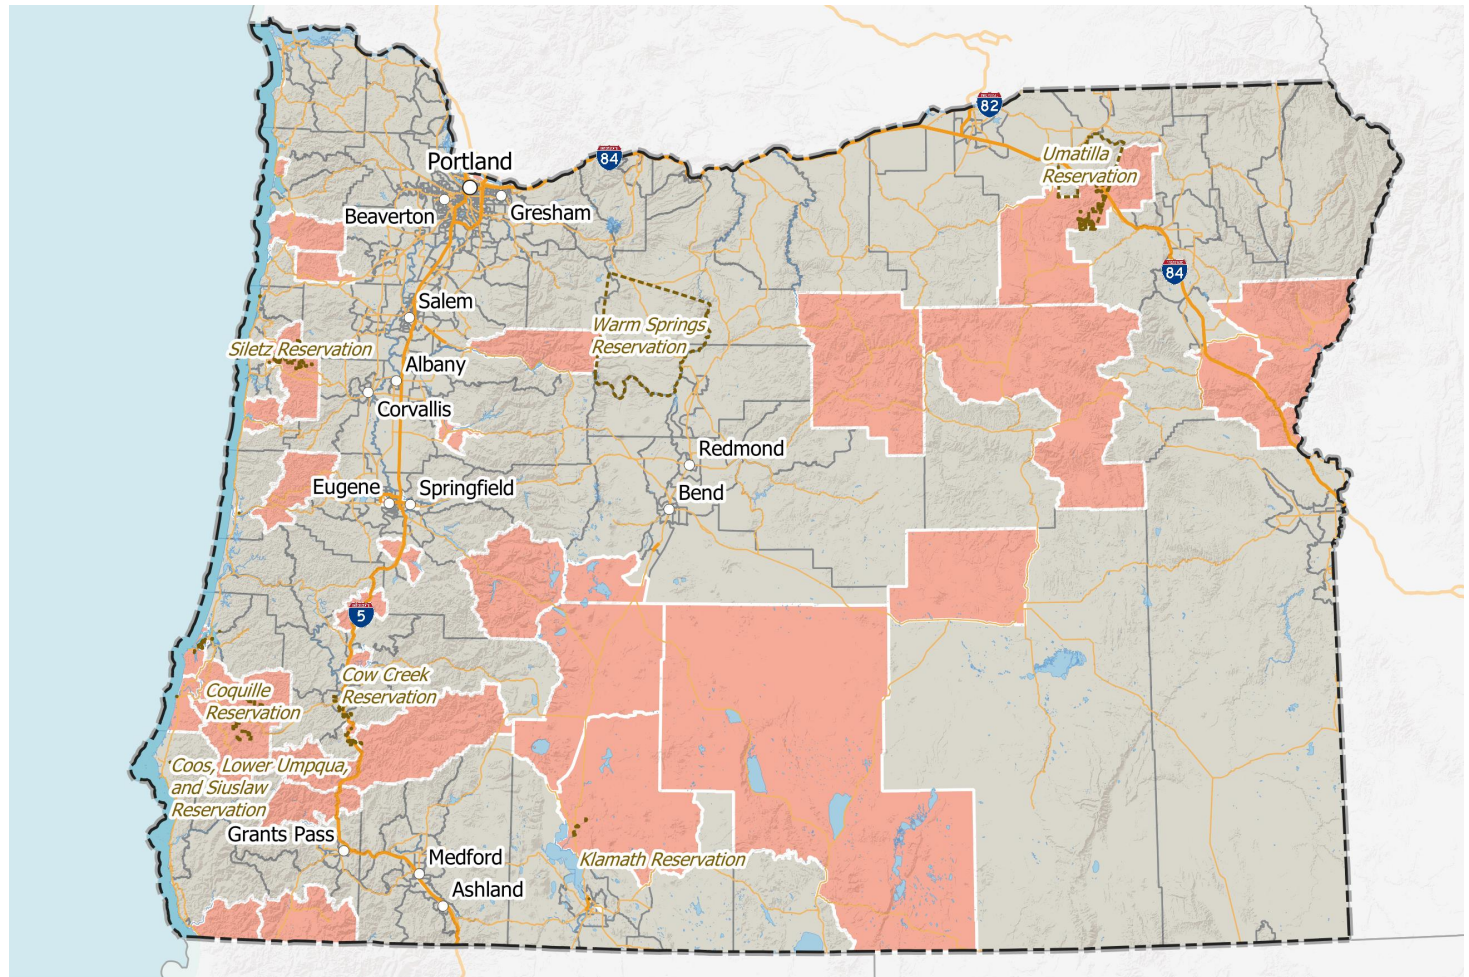 82
84
Portland
Umatilla
Reservation
Beaverton
Gresham
84
Salem
Warm Springs
Reservation
Siletz Reservation
Albany
Corvallis
Redmond
Eugene
Springfield
Bend
5
Cow Creek
Reservation
Coquille
Reservation
Coos, Lower Umpqua,
and Siuslaw
Reservation
Grants Pass
Medford
Klamath Reservation
Ashland